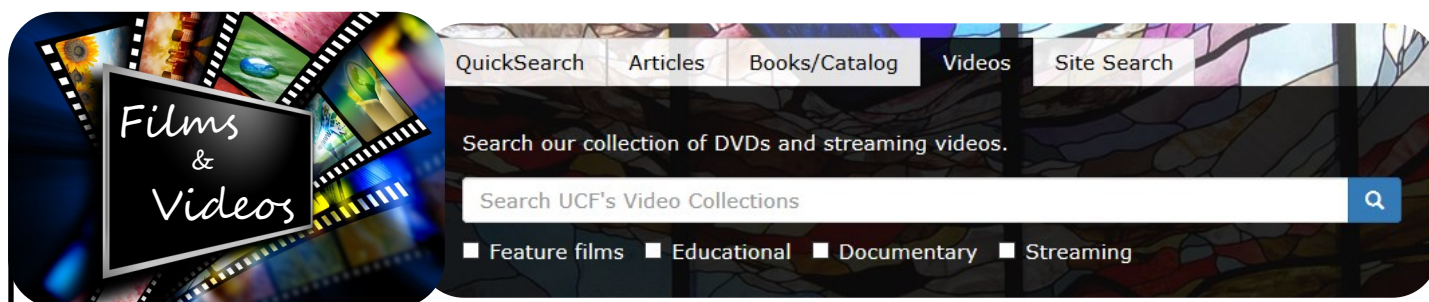 Films
&
Videos
QuickSearch Articles Books/Catalog Videos Site Search
Search our collection of DVDs and streaming videos.
Search UCF's Video Collections
Feature films Educational Documentary Streaming